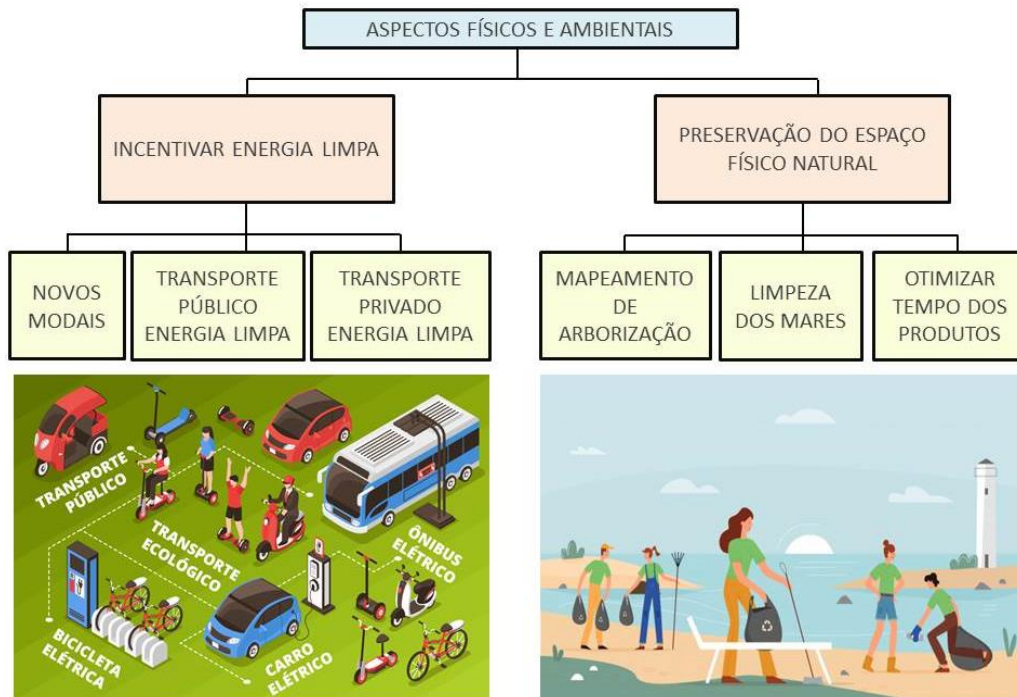 ASPECTOS FÍSICOS E AMBIENTAIS
INCENTIVAR ENERGIA LIMPA
PRESERVAÇÃO DO ESPAÇO
FÍSICO NATURAL
NOVOS
MODAIS
TRANSPORTE
PÚBLICO
ENERGIA LIMPA
TRANSPORTE
PRIVADO
ENERGIA LIMPA
MAPEAMENTO
DE
ARBORIZAÇÃO
LIMPEZA
DOS MARES
OTIMIZAR
TEMPO DOS
PRODUTOS
TRANSPORTE
PÚBLICO
TRANSPORTE
ECOLÓGICO
ÔNIBUS
ELÉTRICO
BICICLETA
ELÉTRICA
CARRO
ELÉTRICO